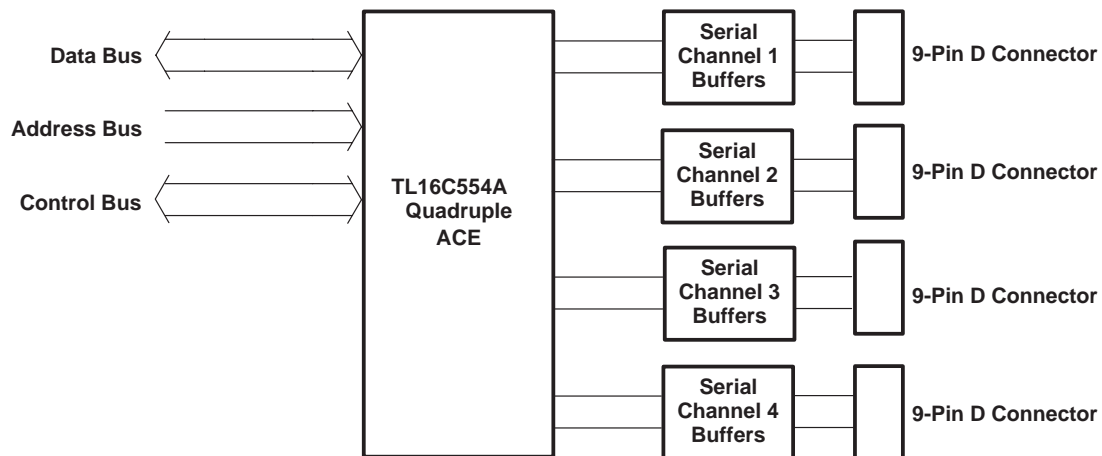 Data Bus
Address Bus
Control Bus
TL16C554A
Quadruple
ACE
Serial
Channel 1
Buffers
9-Pin D Connector
Serial
Channel 2
Buffers
9-Pin D Connector
Serial
Channel 3
Buffers
9-Pin D Connector
Serial
Channel 4
Buffers
9-Pin D Connector